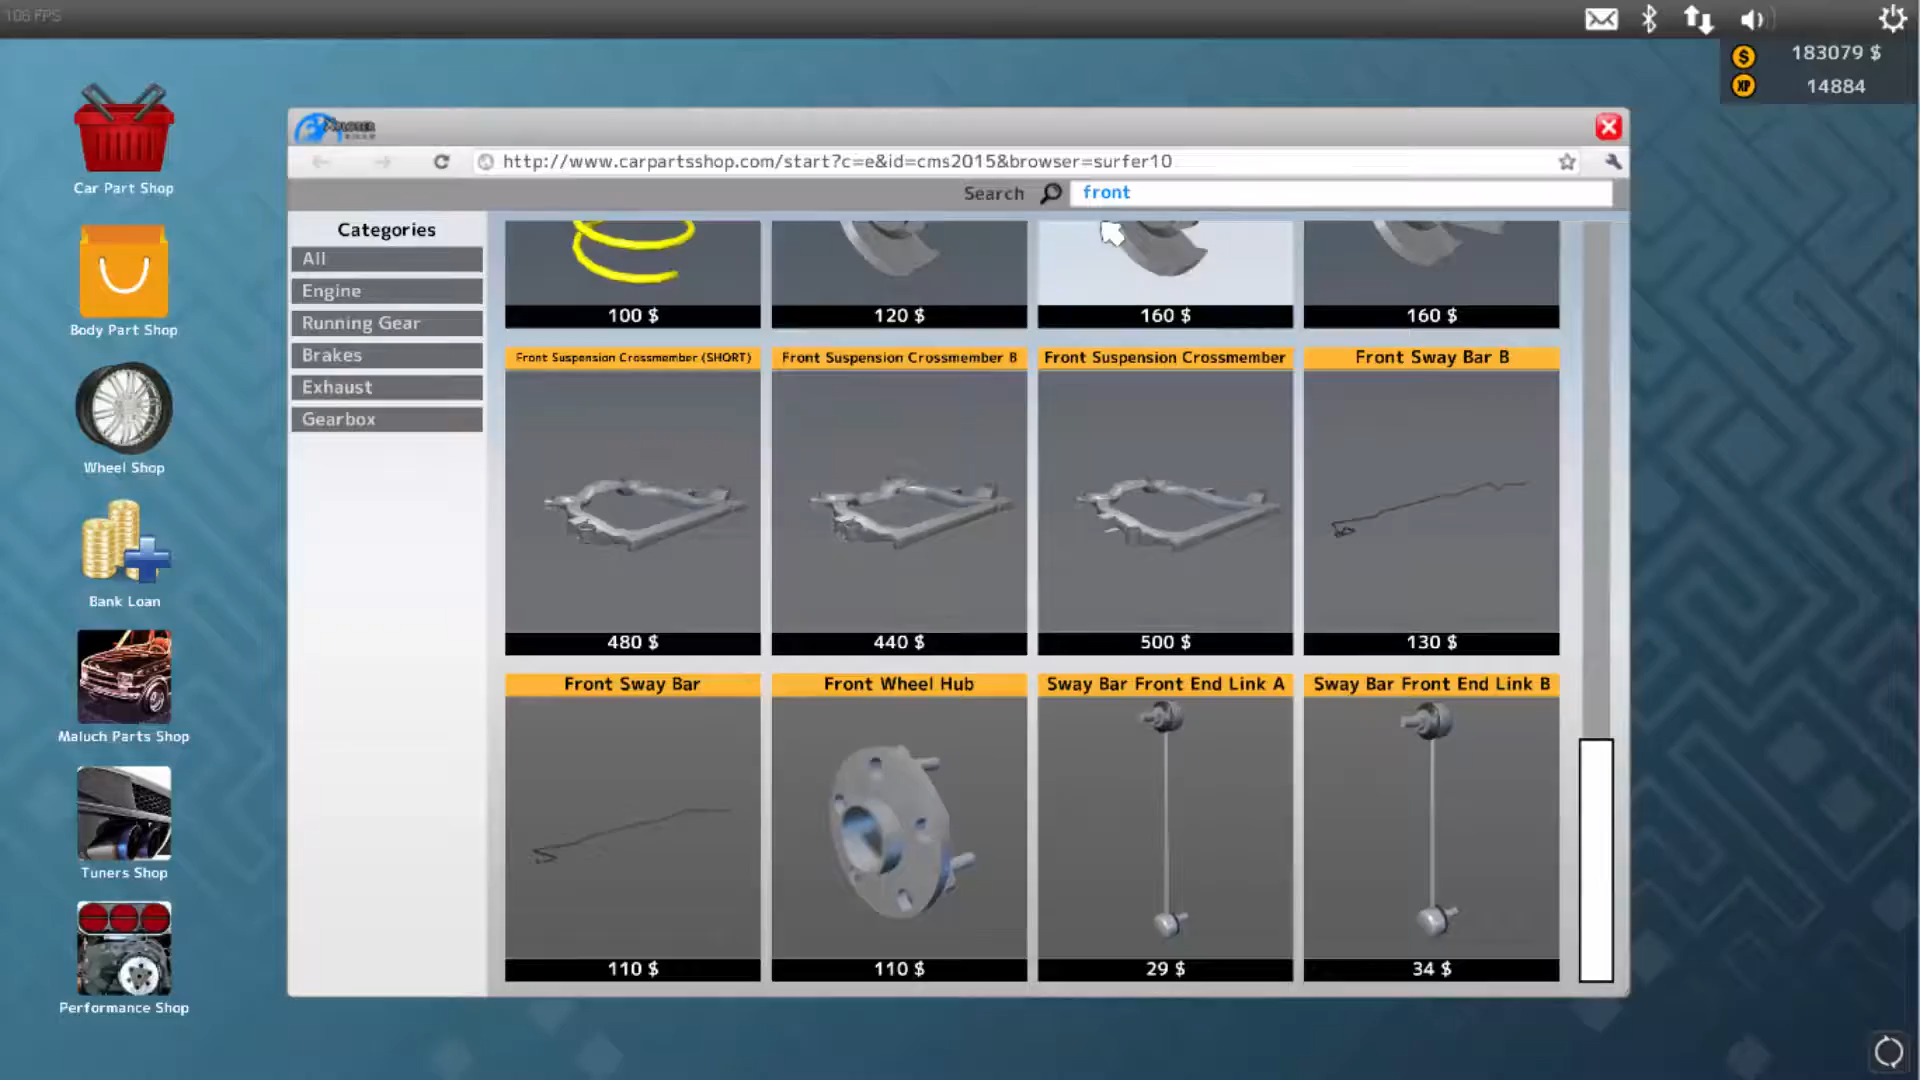 106 FPS
183079 $
XP 14884
Car Part Shop
Body Part Shop
Wheel Shop
Bank Loan
Maluch Parts Shop
Tuners Shop
Performance Shop
http://www.carpartsshop.com/start?c=e&id=cms2015&browser=surfer10
Search front
Categories
All
Engine
Running Gear
Brakes
Exhaust
Gearbox
100 $ 120 $ 160 $ 160 $
Front Suspension Crossmember (SHORT) Front Suspension Crossmember B Front Suspension Crossmember Front Sway Bar B
480 $ 440 $ 500 $ 130 $
Front Sway Bar Front Wheel Hub Sway Bar Front End Link A Sway Bar Front End Link B
110 $ 110 $ 29 $ 34 $